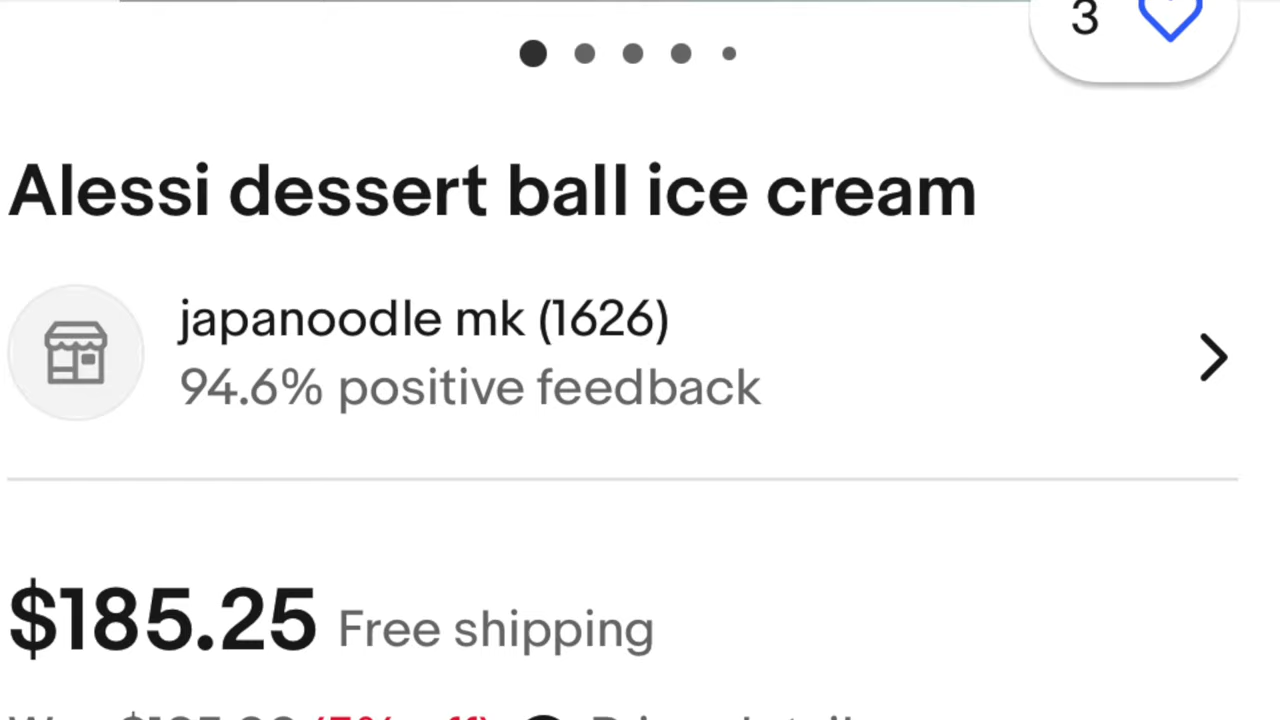 3
Alessi dessert ball ice cream
japanoodle mk (1626)
94.6% positive feedback
$185.25 Free shipping